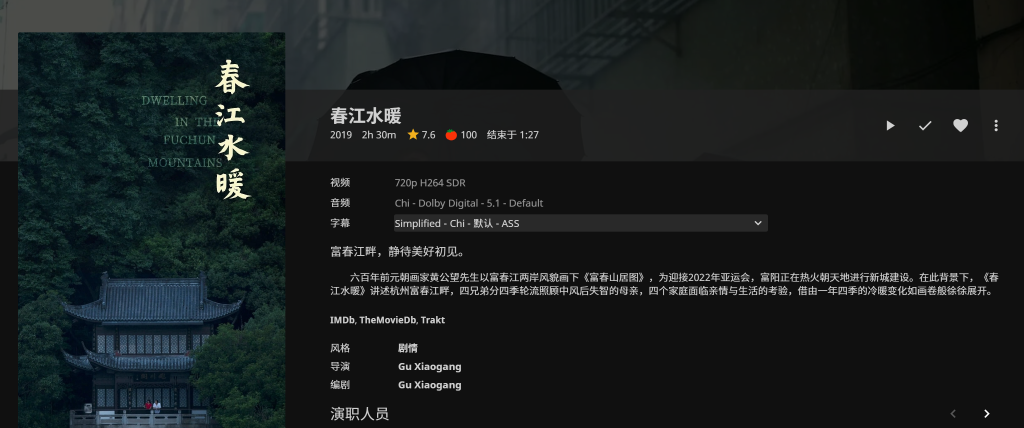 春江水暖
DWELLING
IN THE
FUCHUN
MOUNTAINS
春江水暖
2019 2h 30m 7.6 100 结束于 1:27
视频 720p H264 SDR
音频 Chi - Dolby Digital - 5.1 - Default
字幕 Simplified - Chi - 默认 - ASS
富春江畔，静待美好初见。
六百年前元朝画家黄公望先生以富春江两岸风貌画下《富春山居图》，为迎接2022年亚运会，富阳正在热火朝天地进行新城建设。在此背景下，《春
江水暖》讲述杭州富春江畔，四兄弟分四季轮流照顾中风后失智的母亲，四个家庭面临亲情与生活的考验，借由一年四季的冷暖变化如画卷般徐徐展开。
IMDb, TheMovieDb, Trakt
风格 剧情
导演 Gu Xiaogang
编剧 Gu Xiaogang
演职人员